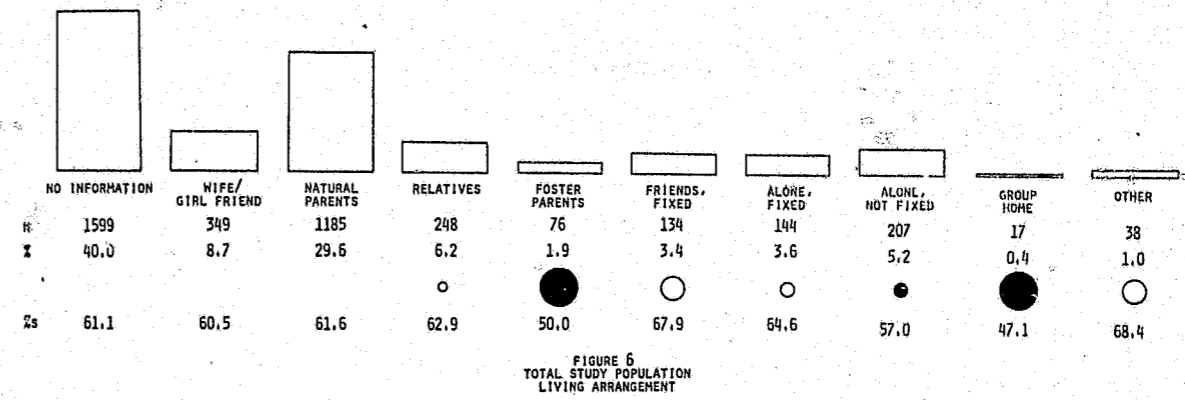 NO INFORMATION WIFE/ NATURAL RELATIVES FOSTER FRIENDS, ALONE, ALONE, GROUP OTHER
GIRL FRIEND PARENTS PARENTS FIXED FIXED NOT FIXED HOME
# 1599 349 1185 248 76 134 144 207 17 38
% 40.0 8.7 29.6 6.2 1.9 3.4 3.6 5.2 0.4 1.0
%s 61.1 60.5 61.6 62.9 50.0 67.9 64.6 57.0 47.1 68.4
FIGURE 6
TOTAL STUDY POPULATION
LIVING ARRANGEMENT